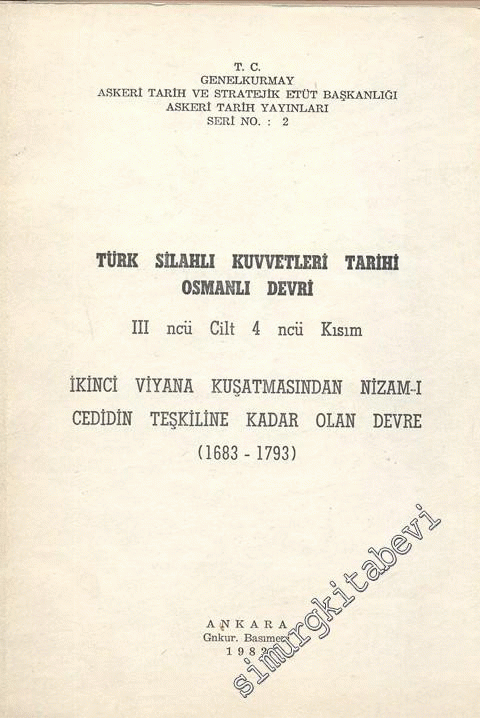 T. C.
GENELKURMAY
ASKERİ TARİH VE STRATEJİK ETÜT BAŞKANLIĞI
ASKERİ TARİH YAYINLARI
SERİ NO. : 2
TÜRK SİLAHLI KUVVETLERİ TARİHİ
OSMANLI DEVRİ
III ncü Cilt 4 ncü Kısım
İKİNCİ VİYANA KUŞATMASINDAN NİZAM-I
CEDİDİN TEŞKİLİNE KADAR OLAN DEVRE
(1683 - 1793)
ANKARA
Gnkur. Basımevi
simurgkitabevi